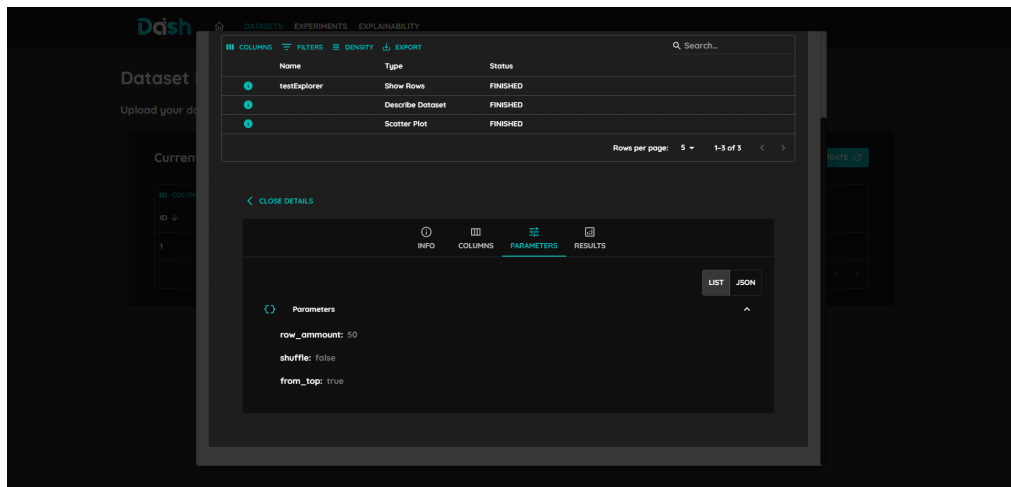 Dash
DATASETS EXPERIMENTS EXPLAINABILITY
COLUMNS FILTERS DENSITY EXPORT Search...
Name Type Status
Dataset
testExplorer Show Rows FINISHED
Describe Dataset FINISHED
Upload your da
Scatter Plot FINISHED
Rows per page: 5 1-3 of 3
Curren
PDATE
COLUM
CLOSE DETAILS
ID
INFO COLUMNS PARAMETERS RESULTS
1
LIST JSON
{} Parameters
row_ammount: 50
shuffle: false
from_top: true